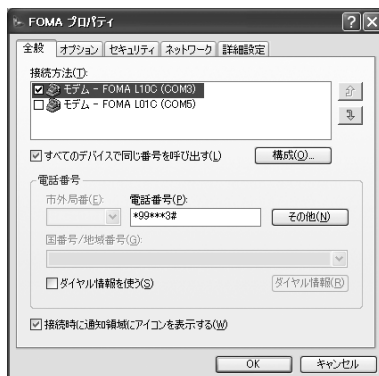 FOMA プロパティ
全般 オプション セキュリティ ネットワーク 詳細設定
接続方法(T):
モデム - FOMA L10C (COM3)
モデム - FOMA L01C (COM5)
すべてのデバイスで同じ番号を呼び出す(L) 構成(O)...
電話番号
市外局番(E): 電話番号(P):
*99***3# その他(N)
国番号/地域番号(G):
ダイヤル情報を使う(S) ダイヤル情報(R)
接続時に通知領域にアイコンを表示する(W)
OK キャンセル